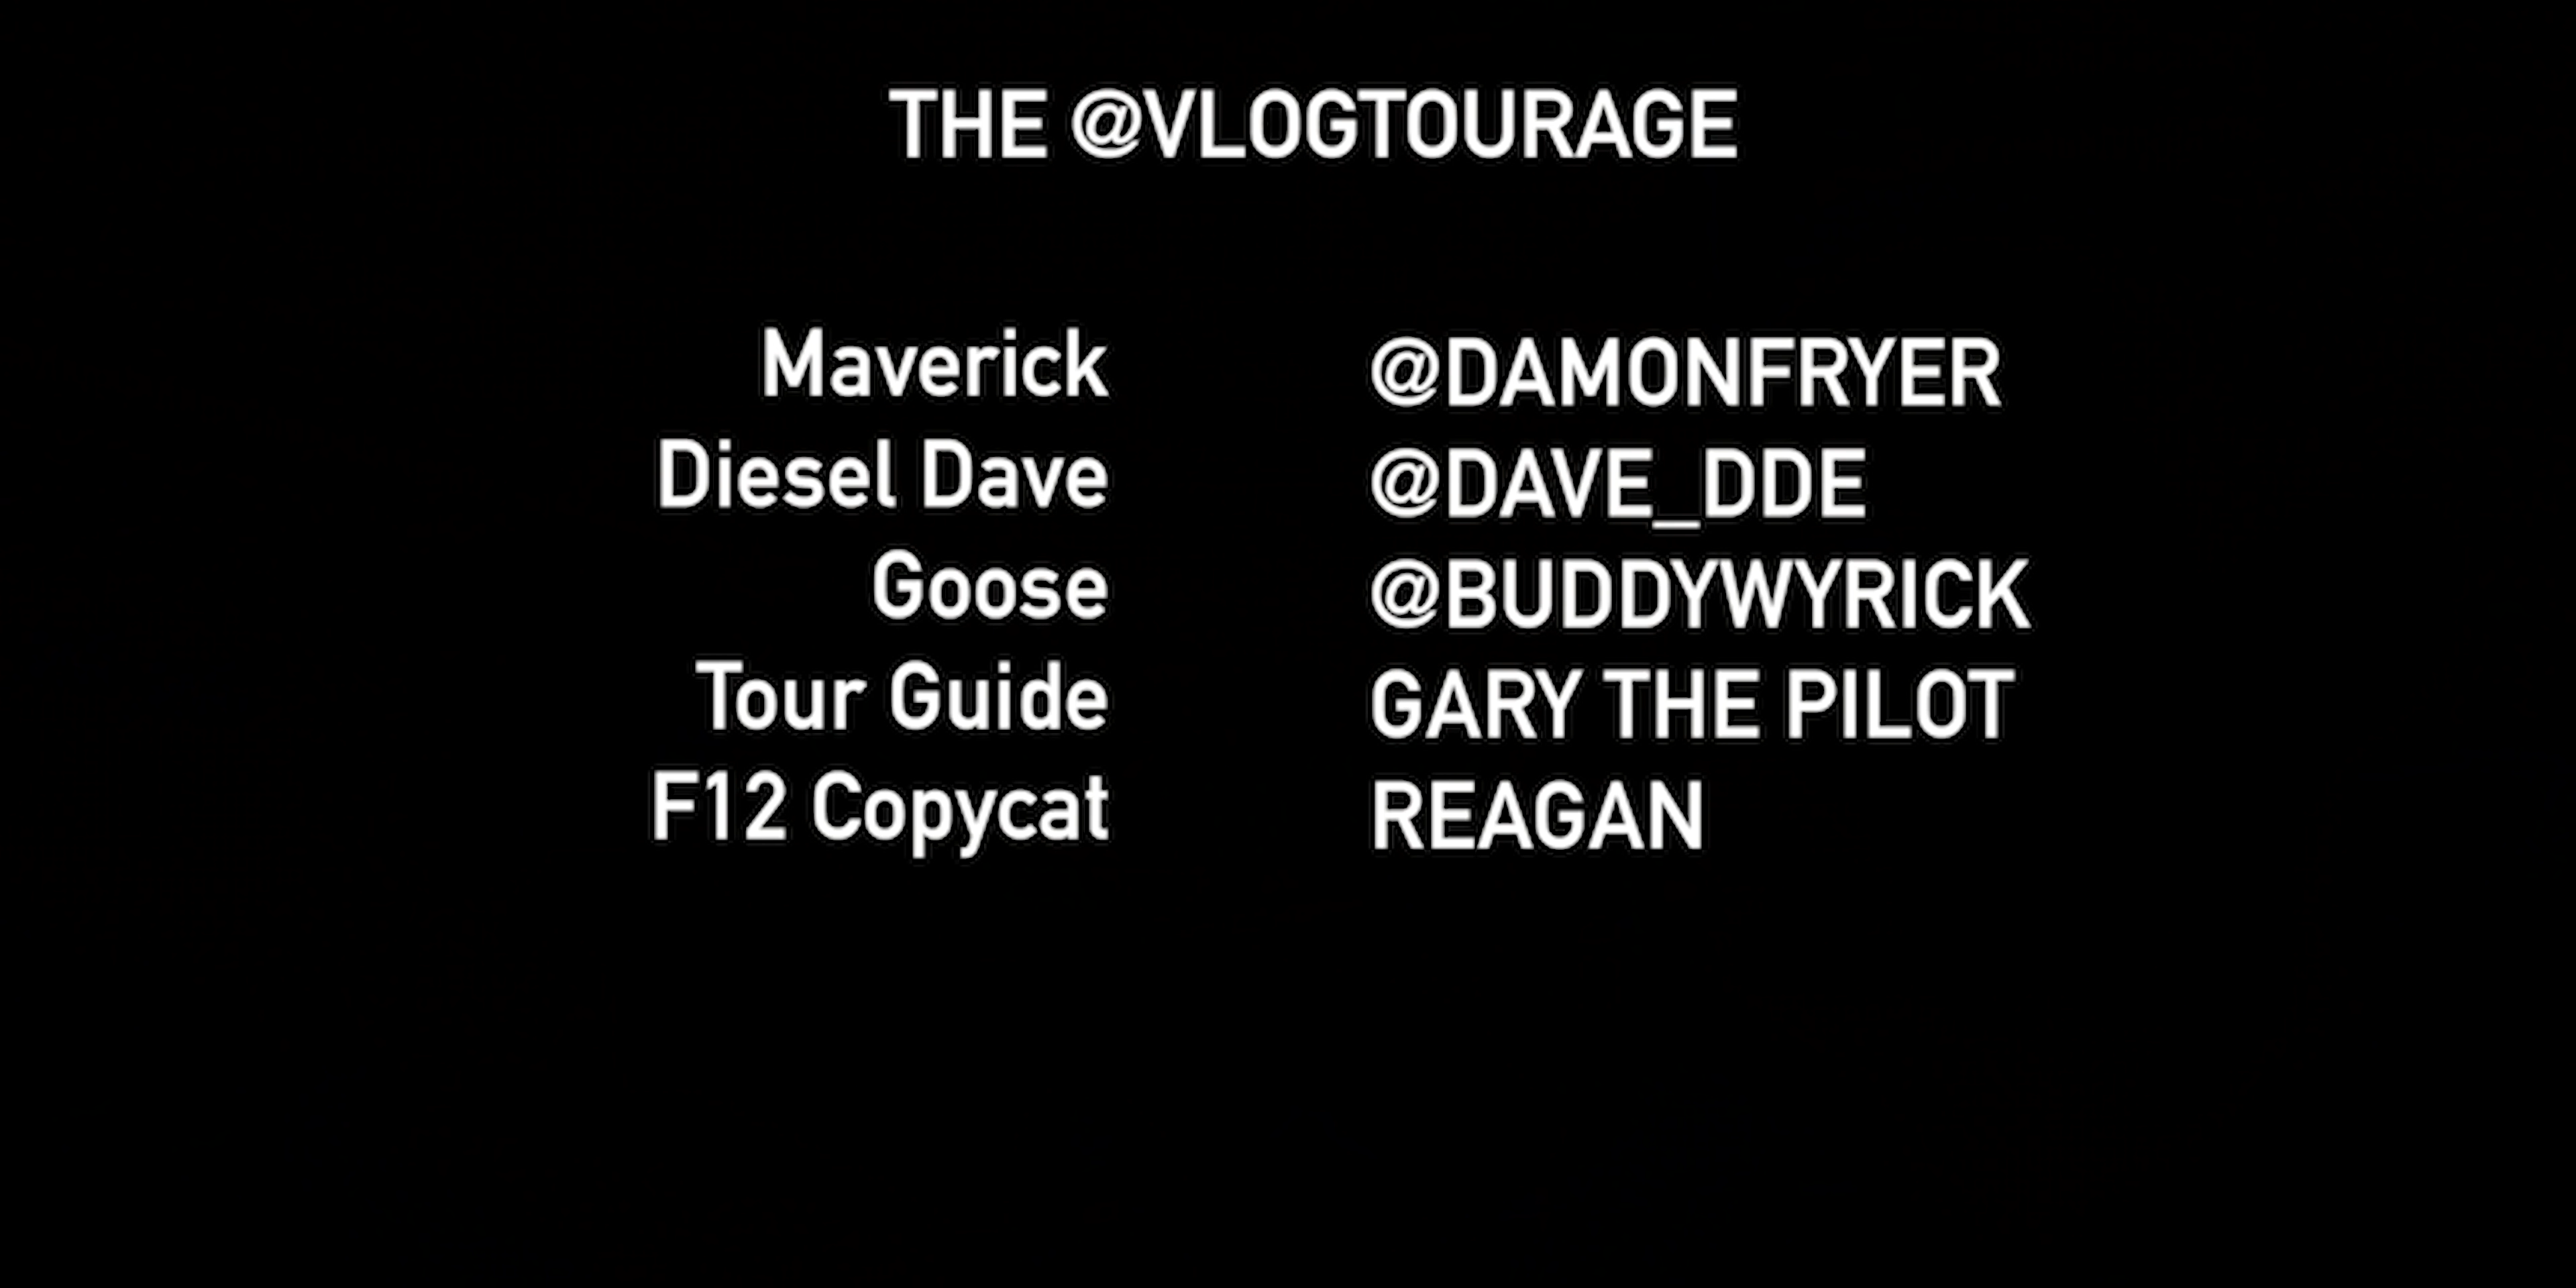 THE @VLOGTOURAGE
Maverick @DAMONFRYER
Diesel Dave @DAVE_DDE
Goose @BUDDYWYRICK
Tour Guide GARY THE PILOT
F12 Copycat REAGAN